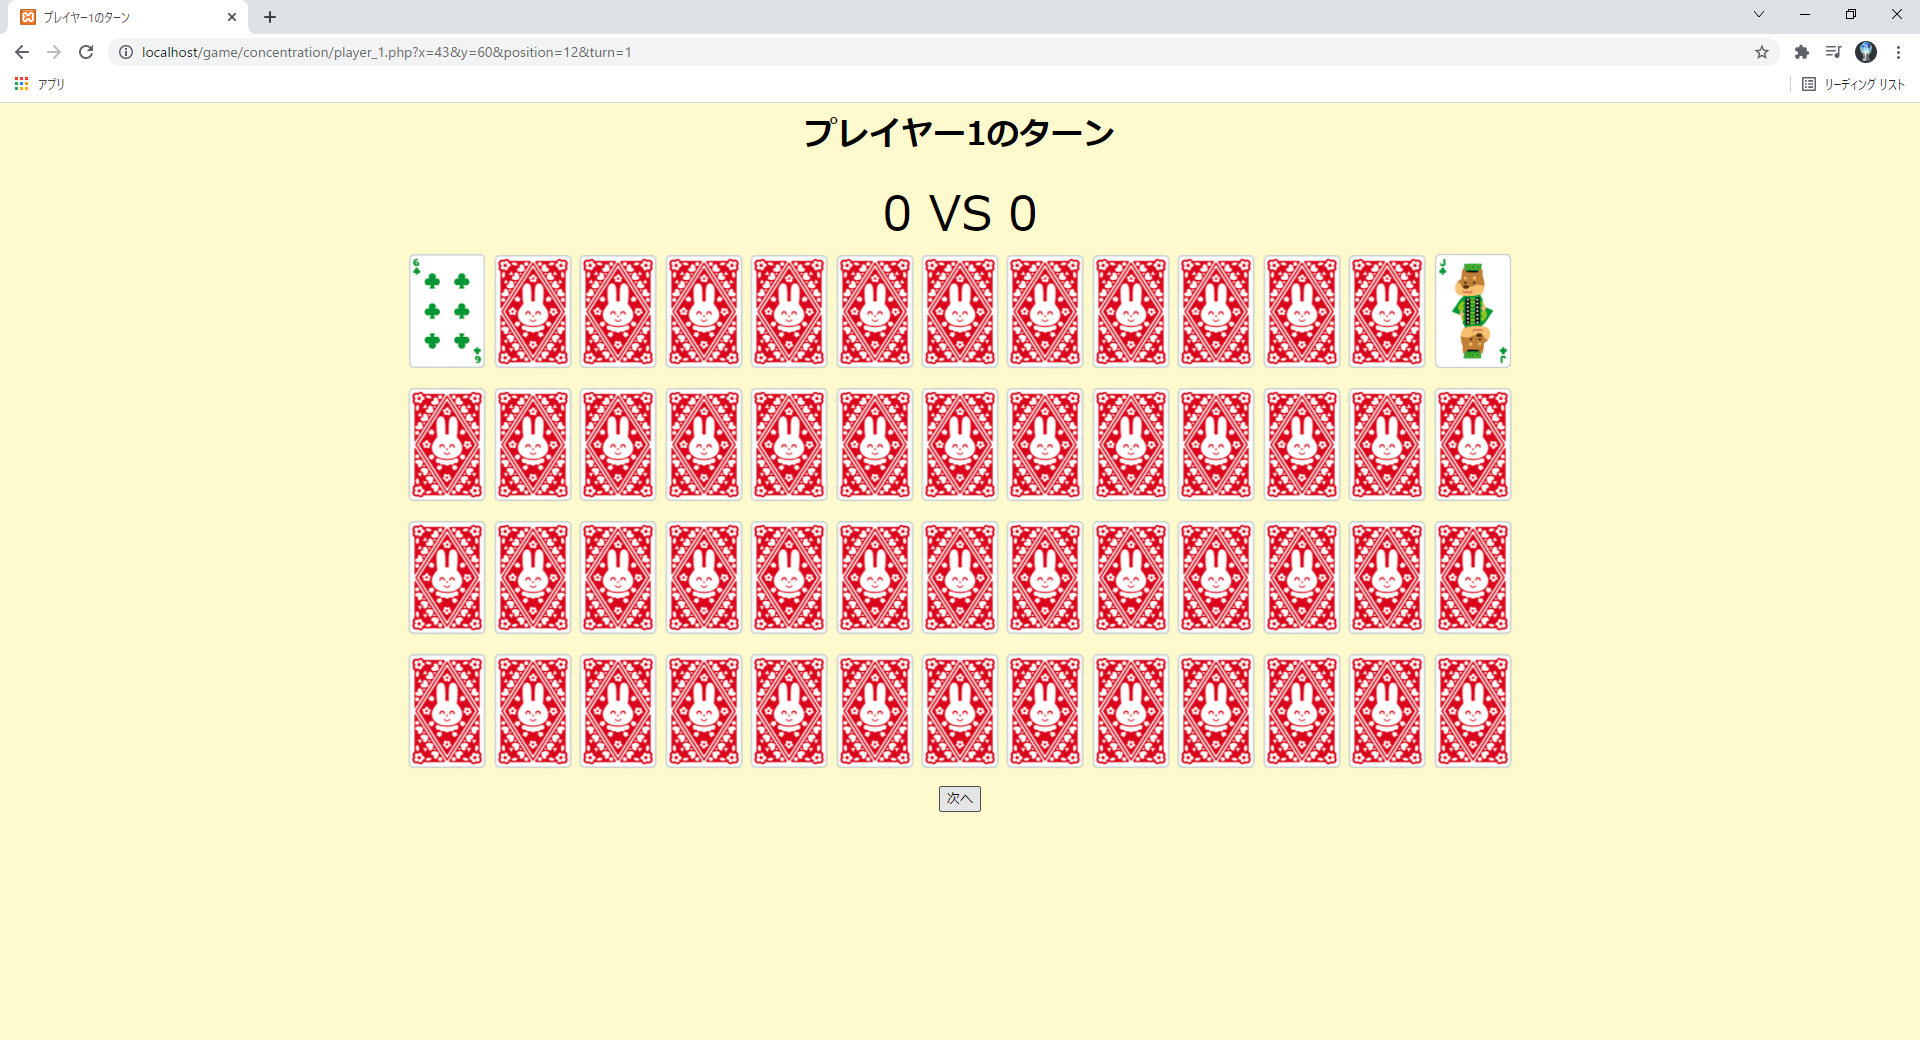 プレイヤー1のターン
localhost/game/concentration/player_1.php?x=43&y=60&position=12&turn=1
アプリ
リーディング リスト
プレイヤー1のターン
0 VS 0
6
6
J
J
次へ